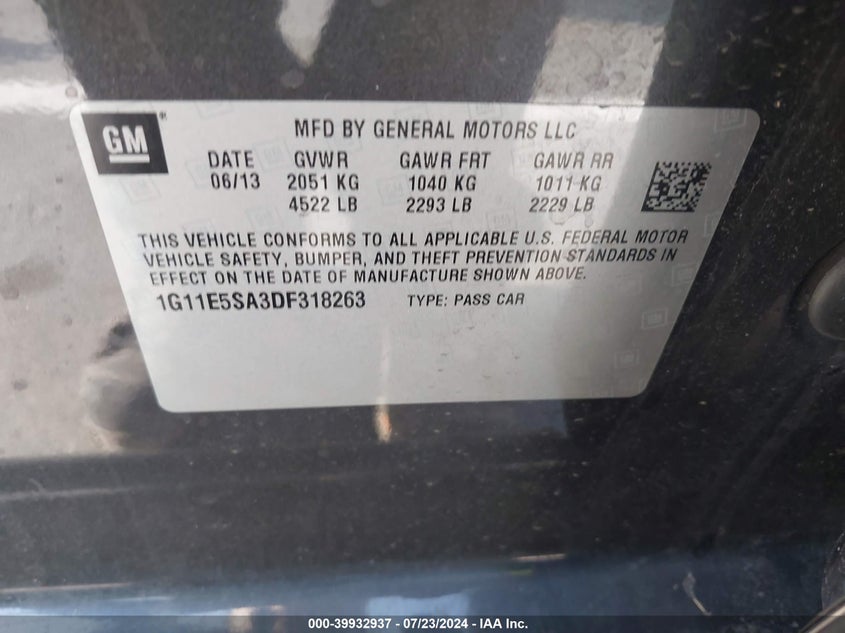 GM
MFD BY GENERAL MOTORS LLC
DATE GVWR GAWR FRT GAWR RR
06/13 2051 KG 1040 KG 1011 KG
4522 LB 2293 LB 2229 LB
THIS VEHICLE CONFORMS TO ALL APPLICABLE U.S. FEDERAL MOTOR
VEHICLE SAFETY, BUMPER, AND THEFT PREVENTION STANDARDS IN
EFFECT ON THE DATE OF MANUFACTURE SHOWN ABOVE.
1G11E5SA3DF318263 TYPE: PASS CAR
000-39932937 - 07/23/2024 - IAA Inc.